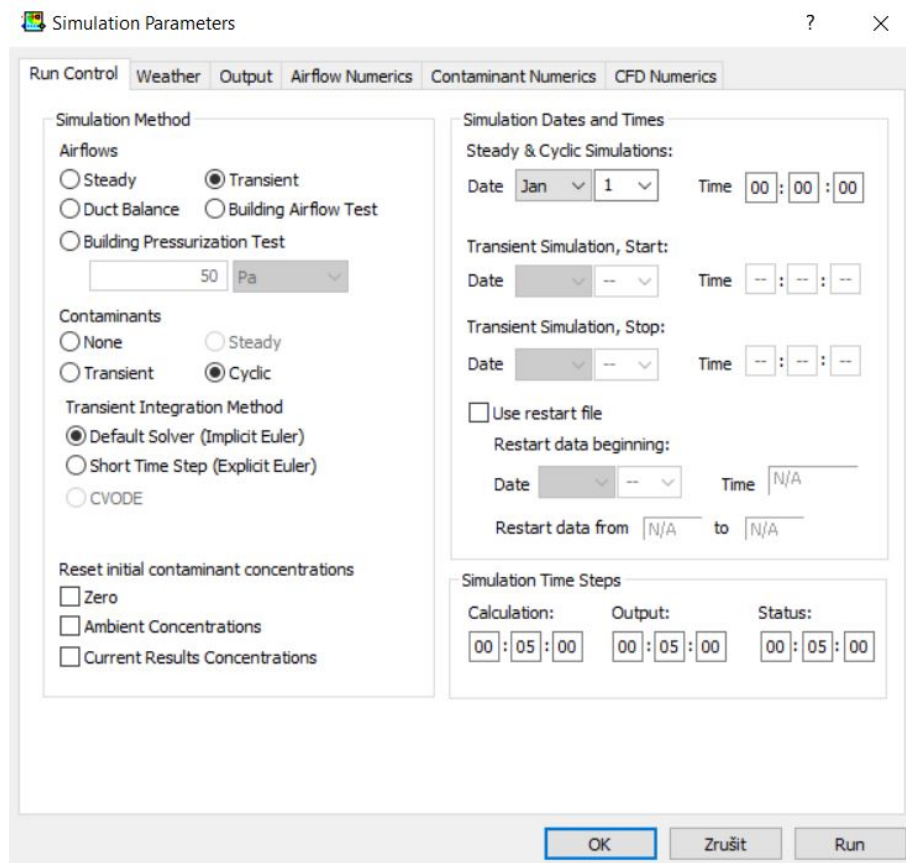 Simulation Parameters
?
Run Control Weather Output Airflow Numerics Contaminant Numerics CFD Numerics
Simulation Method
Airflows
Steady Transient
Duct Balance Building Airflow Test
Building Pressurization Test
50 Pa
Contaminants
None Steady
Transient Cyclic
Transient Integration Method
Default Solver (Implicit Euler)
Short Time Step (Explicit Euler)
CVODE
Reset initial contaminant concentrations
Zero
Ambient Concentrations
Current Results Concentrations
Simulation Dates and Times
Steady & Cyclic Simulations:
Date Jan 1 Time 00 : 00 : 00
Transient Simulation, Start:
Date -- Time -- : -- : --
Transient Simulation, Stop:
Date -- Time -- : -- : --
Use restart file
Restart data beginning:
Date -- Time N/A
Restart data from N/A to N/A
Simulation Time Steps
Calculation: Output: Status:
00 : 05 : 00 00 : 05 : 00 00 : 05 : 00
OK Zrušit Run